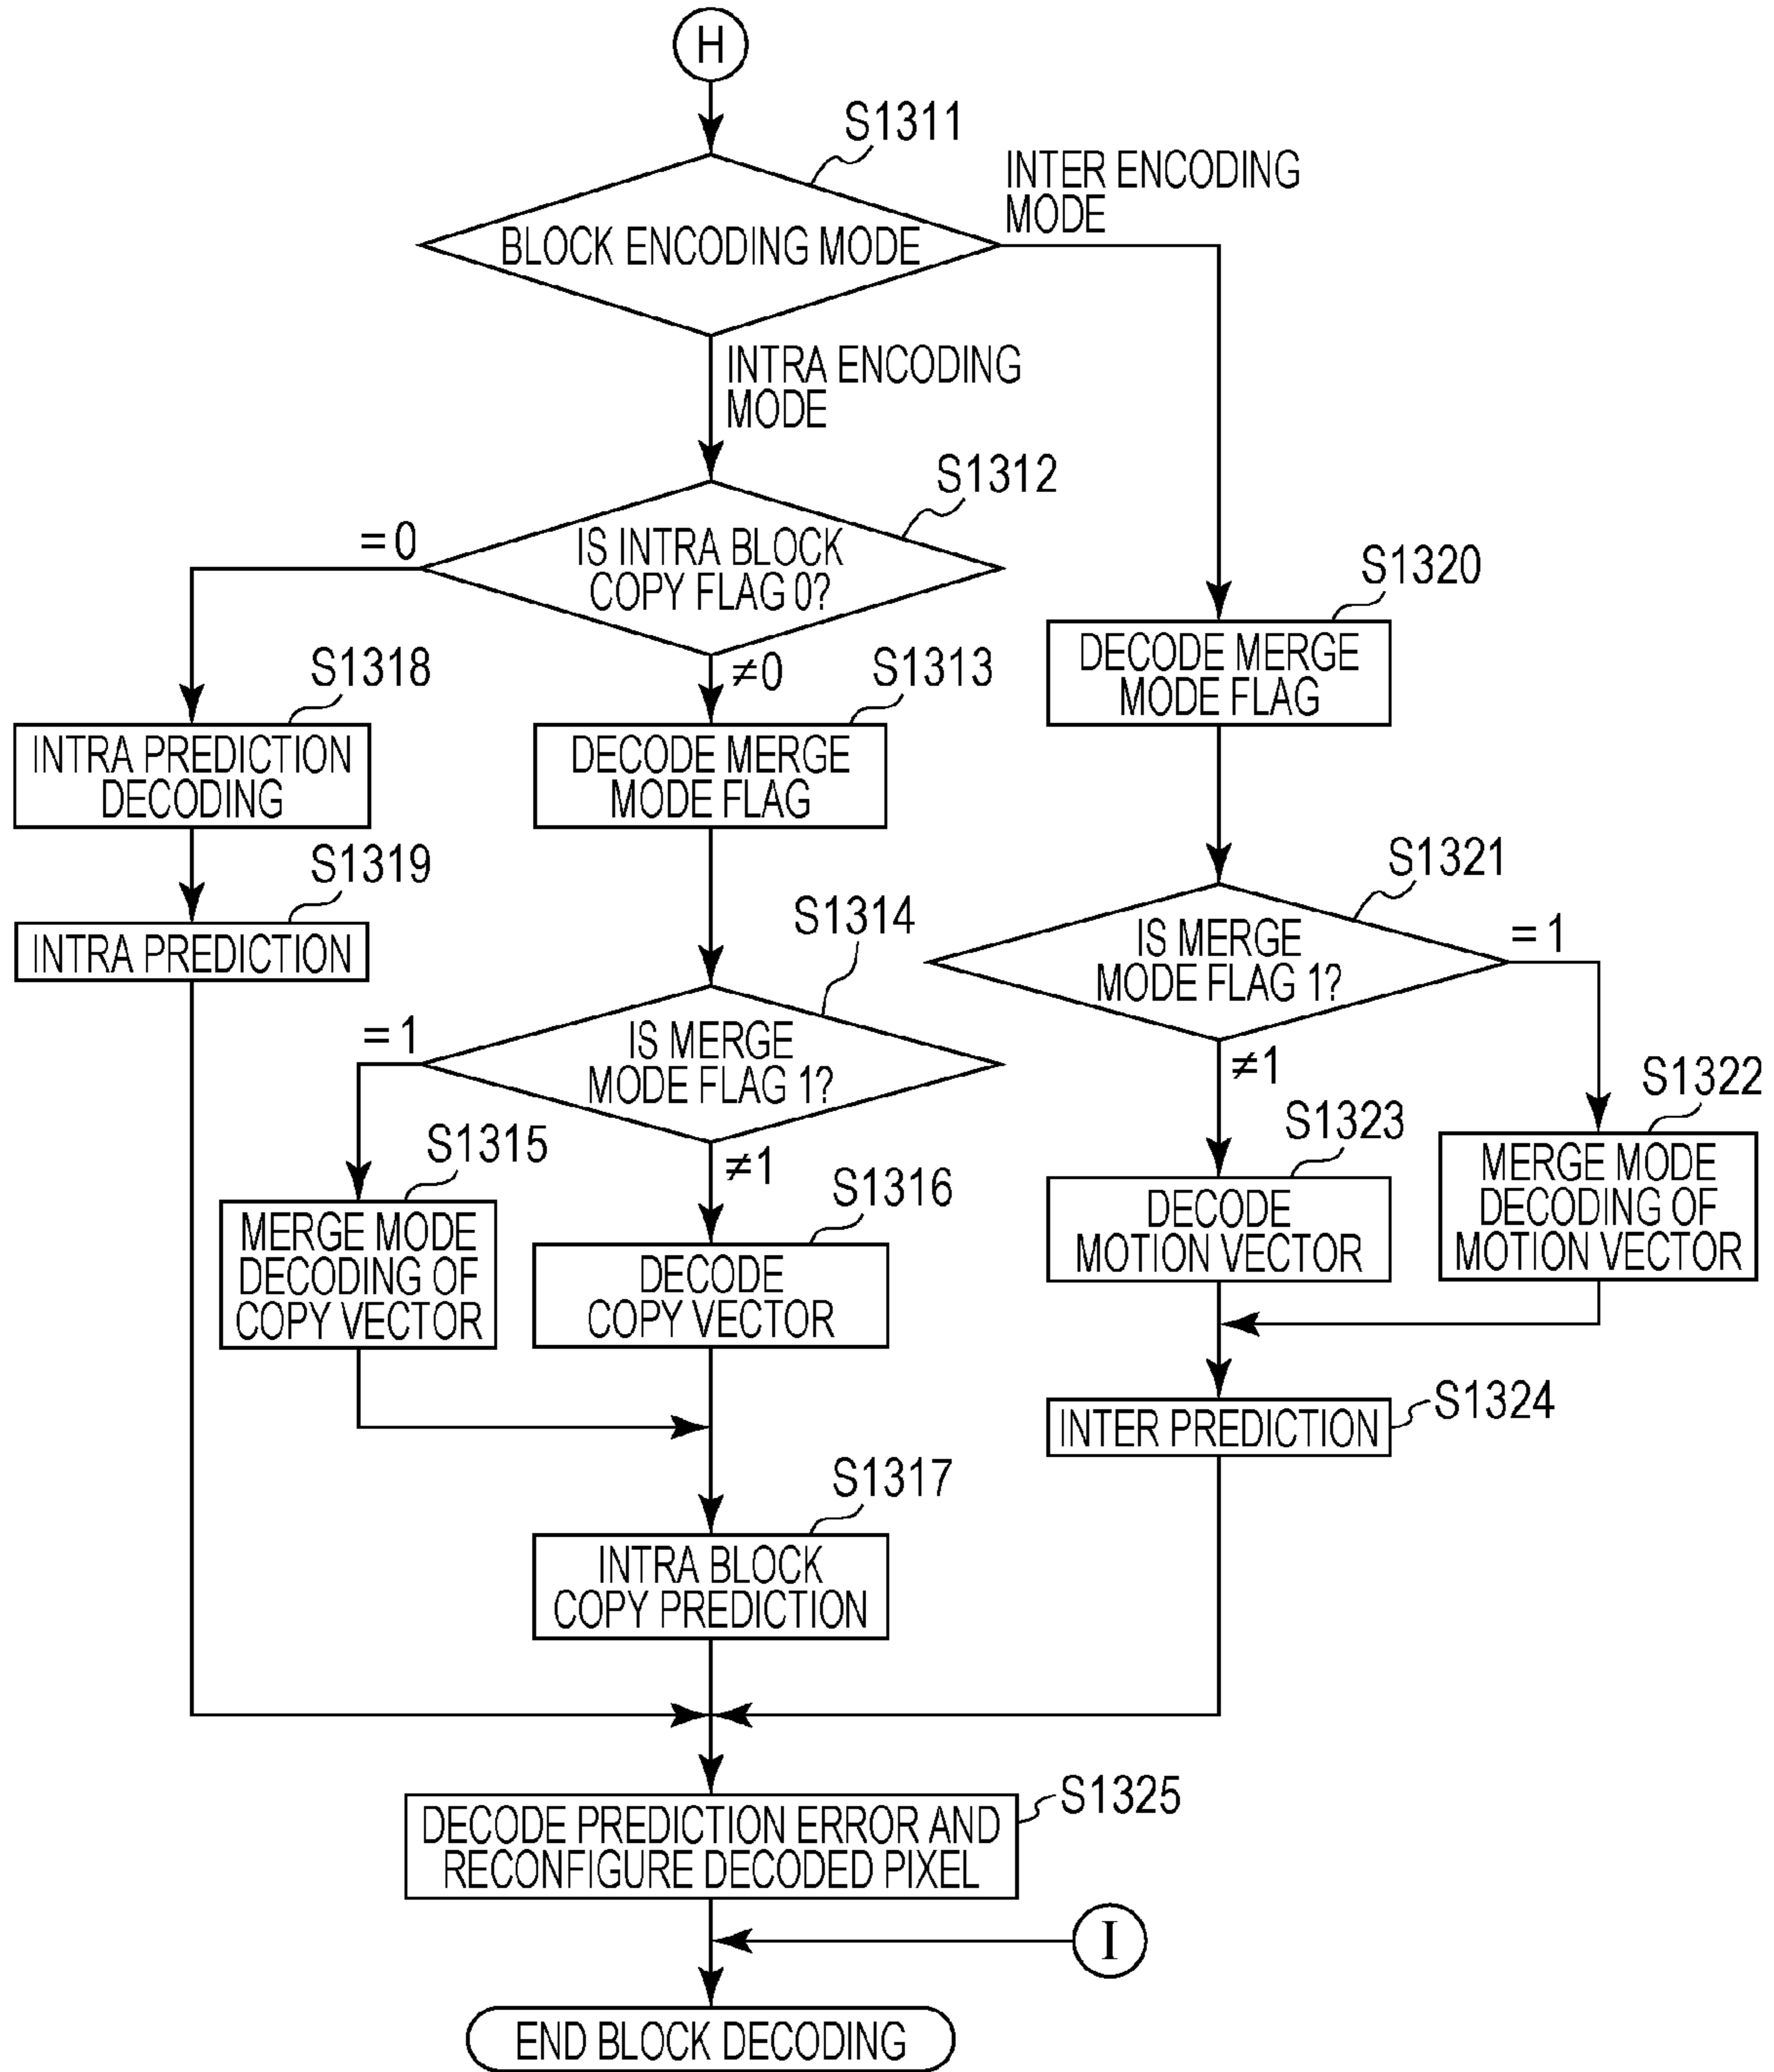 H
S1311
INTER ENCODING
MODE
BLOCK ENCODING MODE
INTRA ENCODING
MODE
S1312
=0
IS INTRA BLOCK
COPY FLAG 0?
S1320
≠0
DECODE MERGE
MODE FLAG
S1318
S1313
INTRA PREDICTION
DECODING
DECODE MERGE
MODE FLAG
S1319
S1321
INTRA PREDICTION
S1314
IS MERGE
MODE FLAG 1?
=1
=1
IS MERGE
MODE FLAG 1?
≠1
S1322
S1315
≠1
S1323
MERGE MODE
DECODING OF
MOTION VECTOR
S1316
DECODE
MOTION VECTOR
MERGE MODE
DECODING OF
COPY VECTOR
DECODE
COPY VECTOR
S1324
INTER PREDICTION
S1317
INTRA BLOCK
COPY PREDICTION
S1325
DECODE PREDICTION ERROR AND
RECONFIGURE DECODED PIXEL
I
END BLOCK DECODING